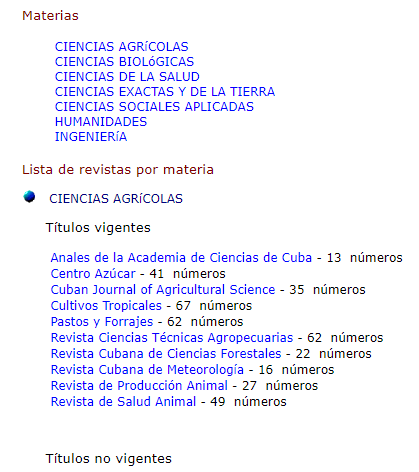 Materias
CIENCIAS AGRíCOLAS
CIENCIAS BIOLóGICAS
CIENCIAS DE LA SALUD
CIENCIAS EXACTAS Y DE LA TIERRA
CIENCIAS SOCIALES APLICADAS
HUMANIDADES
INGENIERíA
Lista de revistas por materia
CIENCIAS AGRíCOLAS
Títulos vigentes
Anales de la Academia de Ciencias de Cuba - 13 números
Centro Azúcar - 41 números
Cuban Journal of Agricultural Science - 35 números
Cultivos Tropicales - 67 números
Pastos y Forrajes - 62 números
Revista Ciencias Técnicas Agropecuarias - 62 números
Revista Cubana de Ciencias Forestales - 22 números
Revista Cubana de Meteorología - 16 números
Revista de Producción Animal - 27 números
Revista de Salud Animal - 49 números
Títulos no vigentes